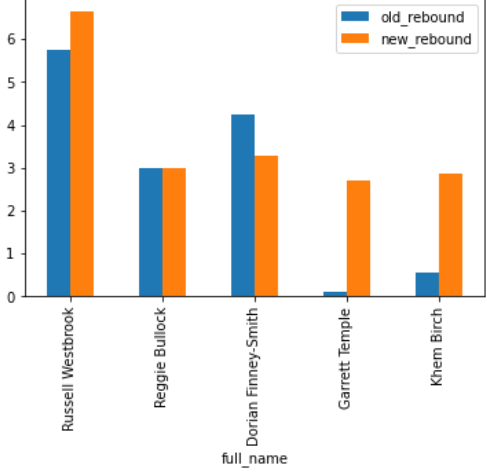 old_rebound
new_rebound
6
5
4
3
2
1
0
Russell Westbrook
Reggie Bullock
Dorian Finney-Smith
Garrett Temple
Khem Birch
full_name